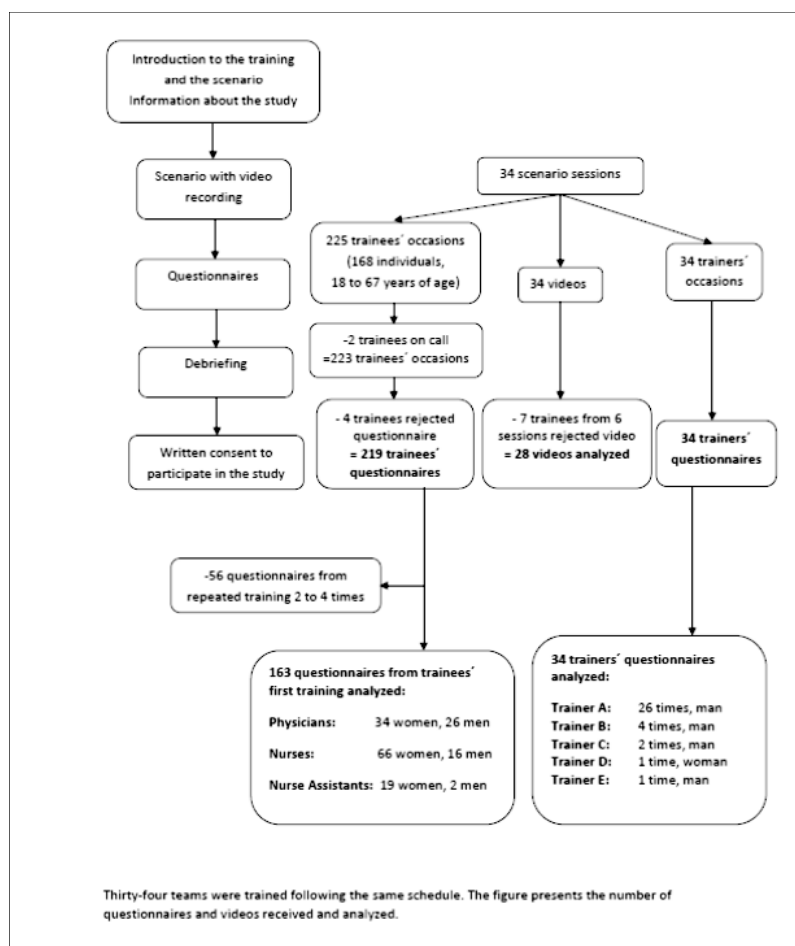 Introduction to the training
and the scenario
Information about the study
Scenario with video
recording
Questionnaires
Debriefing
Written consent to
participate in the study
34 scenario sessions
225 trainees´ occasions
(168 individuals,
18 to 67 years of age)
34 videos
34 trainers´
occasions
-2 trainees on call
=223 trainees´ occasions
- 4 trainees rejected
questionnaire
= 219 trainees´
questionnaires
- 7 trainees from 6
sessions rejected video
= 28 videos analyzed
34 trainers´
questionnaires
-56 questionnaires from
repeated training 2 to 4 times
163 questionnaires from trainees´
first training analyzed:
Physicians: 34 women, 26 men
Nurses: 66 women, 16 men
Nurse Assistants: 19 women, 2 men
34 trainers´ questionnaires
analyzed:
Trainer A: 26 times, man
Trainer B: 4 times, man
Trainer C: 2 times, man
Trainer D: 1 time, woman
Trainer E: 1 time, man
Thirty-four teams were trained following the same schedule. The figure presents the number of
questionnaires and videos received and analyzed.